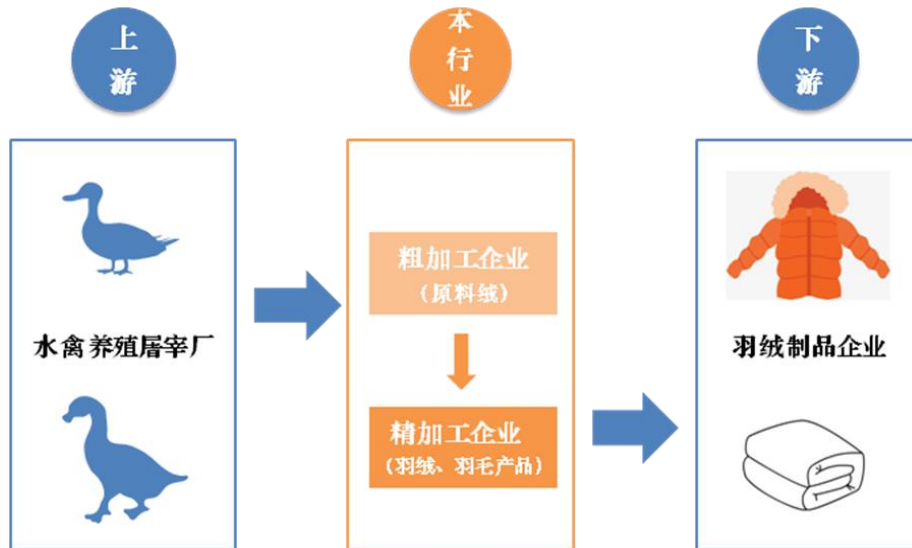 上游
本行业
下游
水禽养殖屠宰厂
粗加工企业
（原料绒）
精加工企业
（羽绒、羽毛产品）
羽绒制品企业